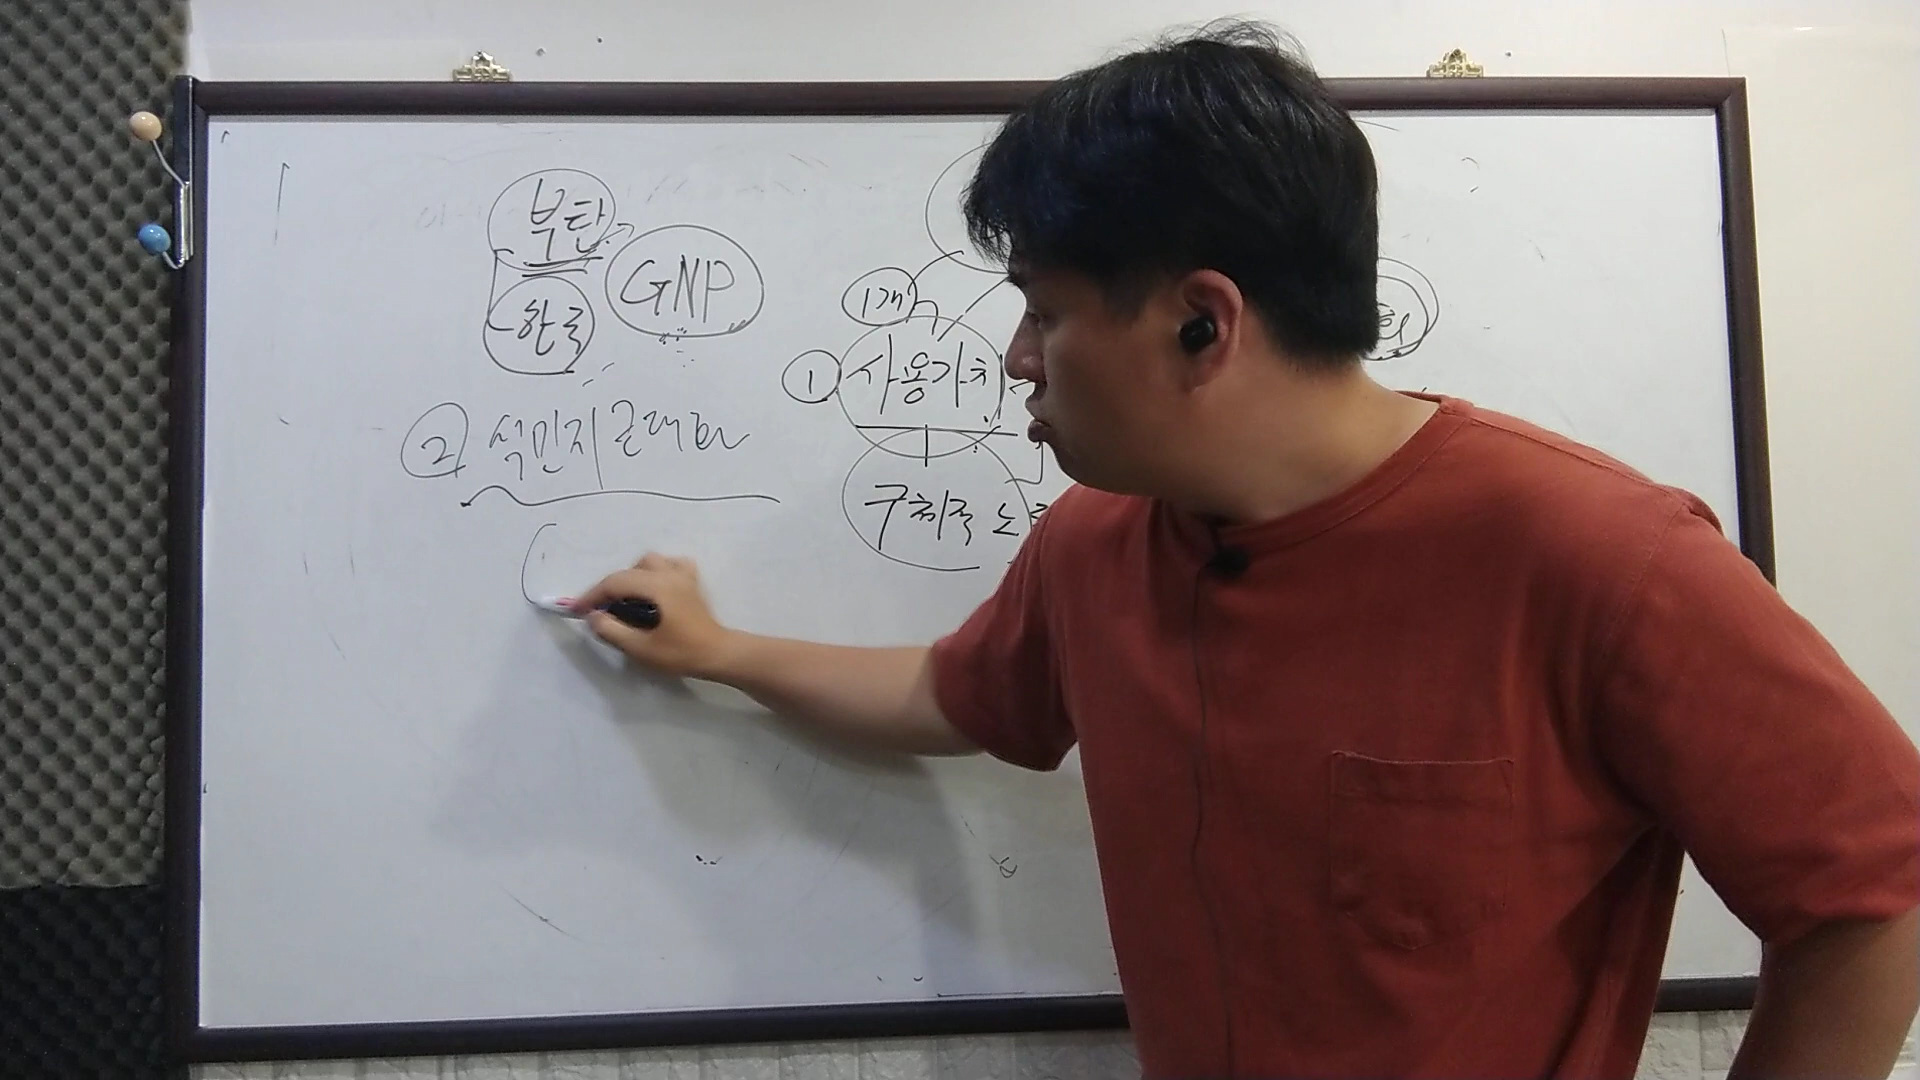 부탄
GNP
한국
② 식민지 근대화
1개
① 사용가치
구체적 노